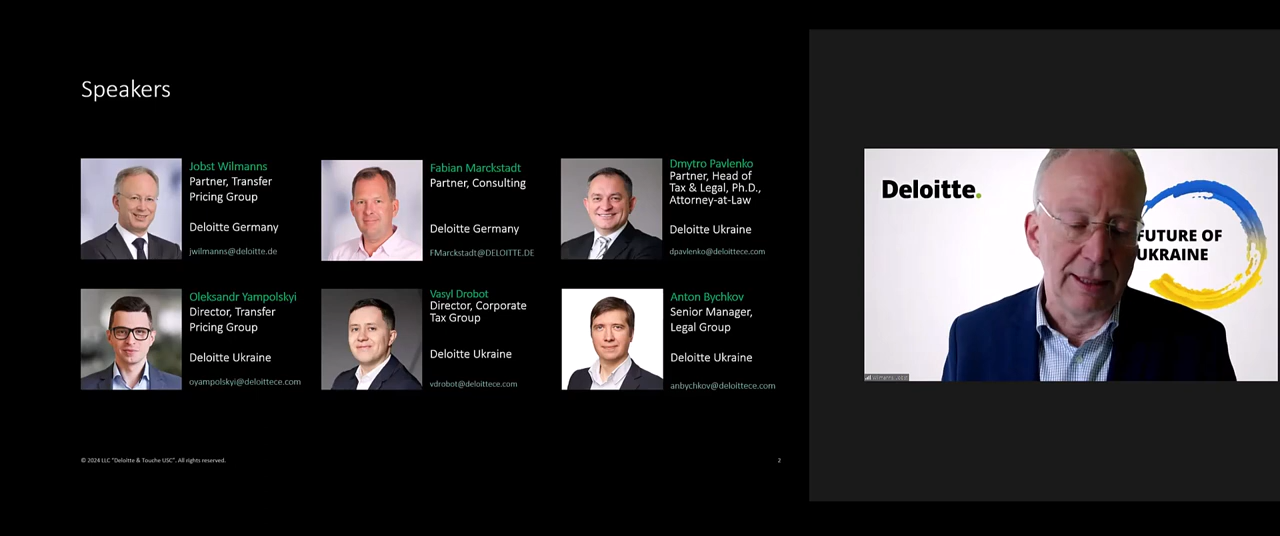 Speakers
Jobst Wilmanns
Partner, Transfer
Pricing Group
Deloitte Germany
jwilmanns@deloitte.de
Fabian Marckstadt
Partner, Consulting
Deloitte Germany
FMarckstadt@DELOITTE.DE
Dmytro Pavlenko
Partner, Head of
Tax & Legal, Ph.D.,
Attorney-at-Law
Deloitte Ukraine
dpavlenko@deloittece.com
Oleksandr Yampolskyi
Director, Transfer
Pricing Group
Deloitte Ukraine
oyampolskyi@deloittece.com
Vasyl Drobot
Director, Corporate
Tax Group
Deloitte Ukraine
vdrobot@deloittece.com
Anton Bychkov
Senior Manager,
Legal Group
Deloitte Ukraine
anbychkov@deloittece.com
© 2024 LLC "Deloitte & Touche USC". All rights reserved.
2
Deloitte.
FUTURE OF
UKRAINE